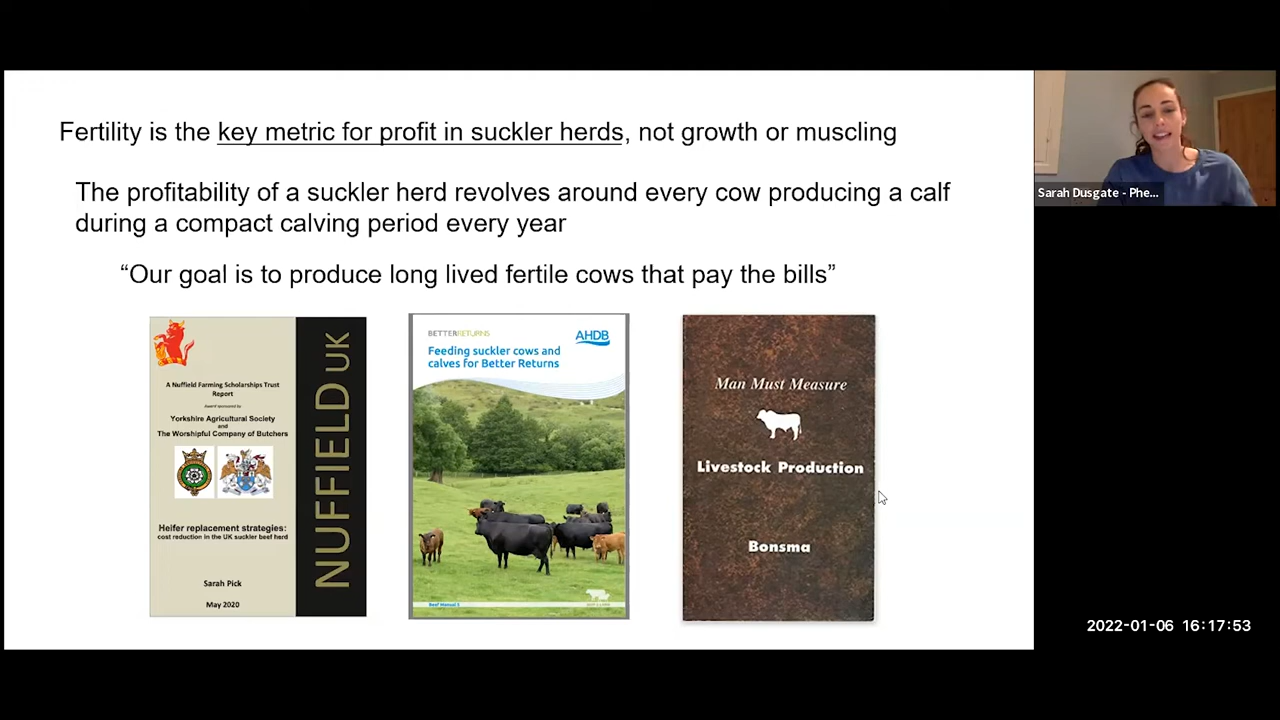 Fertility is the key metric for profit in suckler herds, not growth or muscling
The profitability of a suckler herd revolves around every cow producing a calf
during a compact calving period every year
“Our goal is to produce long lived fertile cows that pay the bills”
A Nuffield Farming Scholarships Trust
Report
Award sponsored by
Yorkshire Agricultural Society
and
The Worshipful Company of Butchers
Heifer replacement strategies:
cost reduction in the UK suckler beef herd
Sarah Pick
May 2020
NUFFIELD UK
BETTERRETURNS
AHDB
Feeding suckler cows and
calves for Better Returns
Beef Manual 5
Man Must Measure
Livestock Production
Bonsma
Sarah Dusgate - Phe...
2022-01-06 16:17:53